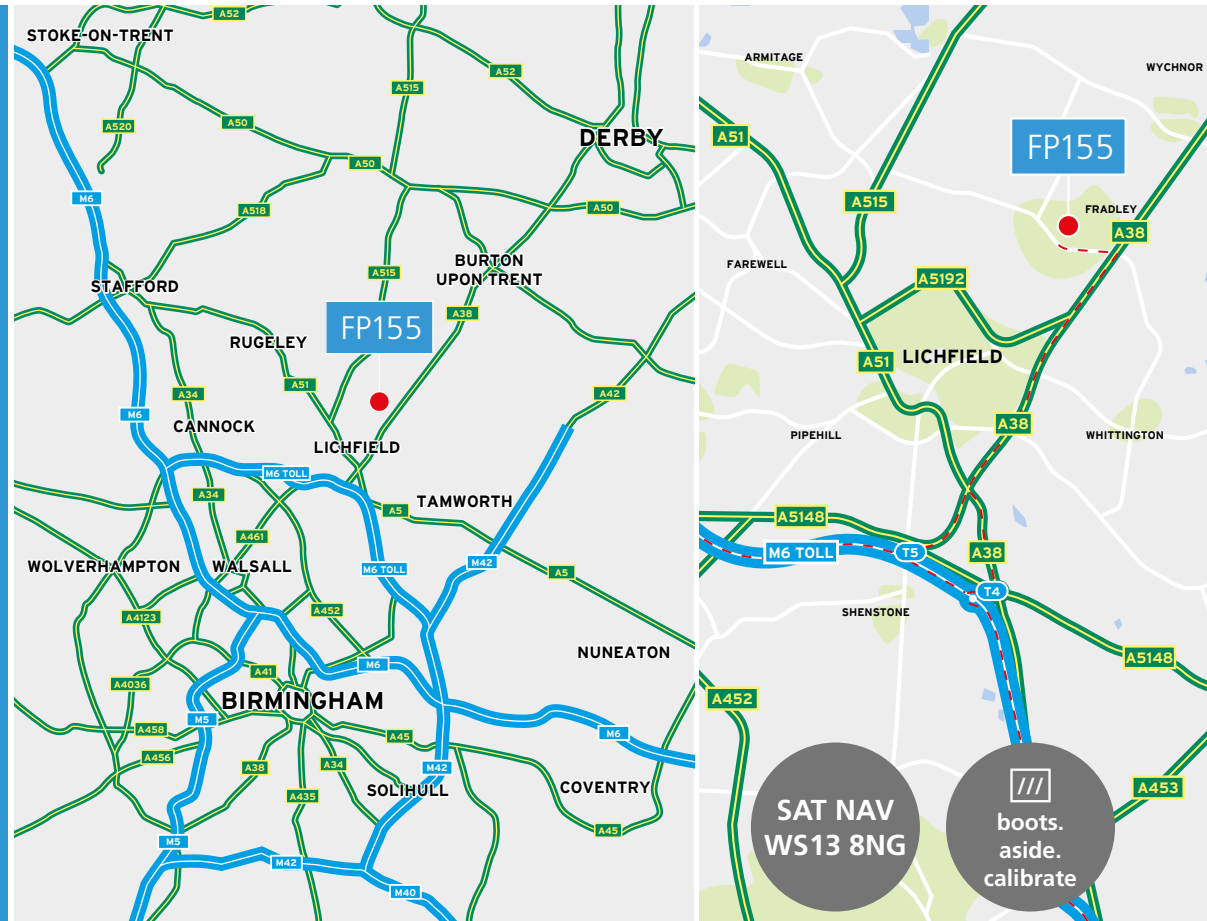 A52
STOKE-ON-TRENT
A52
A515
A520
A50
DERBY
A50
M6
A518
A50
BURTON
UPON TRENT
A515
STAFFORD
A38
FP155
RUGELEY
A51
A42
A34
M6
CANNOCK
LICHFIELD
M6 TOLL
A34
TAMWORTH
A5
A461
WOLVERHAMPTON
WALSALL
M6 TOLL
M42
A5
A4123
A452
NUNEATON
A41
M6
A4036
BIRMINGHAM
M5
A458
A45
M6
A456
A38
A34
M42
SOLIHULL
COVENTRY
A435
A45
M5
M42
M40
ARMITAGE
WYCHNOR
A51
FP155
A515
FRADLEY
A38
FAREWELL
A5192
LICHFIELD
A51
A38
PIPEHILL
WHITTINGTON
A5148
M6 TOLL
T5
A38
T4
SHENSTONE
A5148
A452
A453
SAT NAV
WS13 8NG
///
boots.
aside.
calibrate